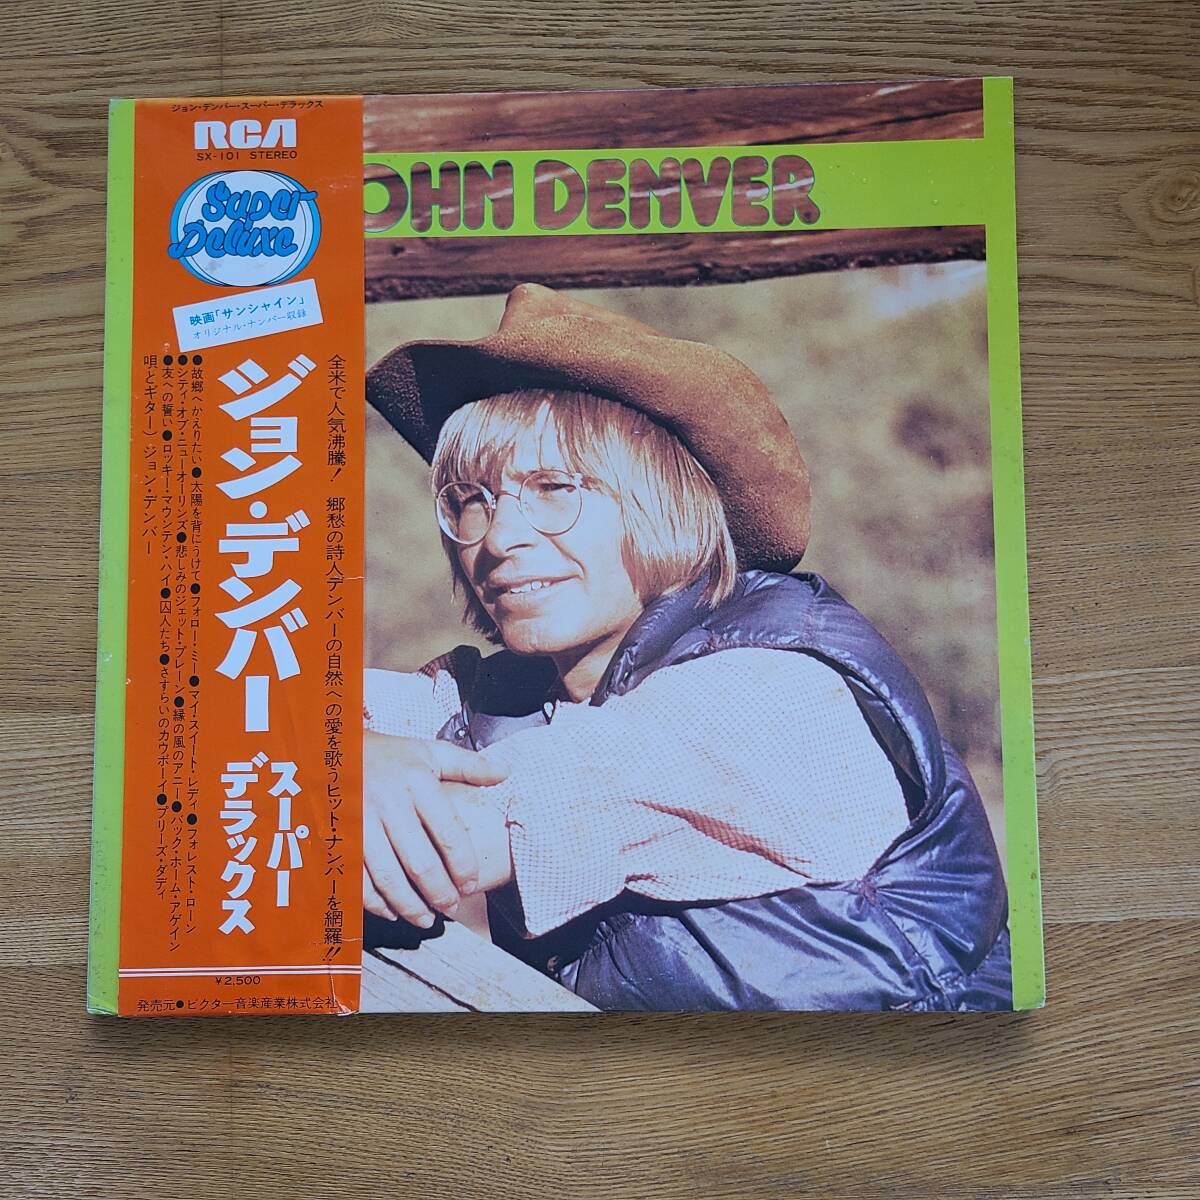 ジョン・デンバー・スーパー・デラックス
RCA
SX-101 STEREO
Super-
Deluxe
映画「サンシャイン」
オリジナル・ナンバー収録
OHN DENVER
全米で人気沸騰! 郷愁の詩人デンバーの自然への愛を歌うヒット・ナンバーを網羅!!
ジョン・デンバー
スーパー
デラックス
●故郷へかえりたい●太陽を背にうけて●フォロー・ミー●マイ・スイート・レディ●フォレスト・ローン
●シティ・オブ・ニューオーリンズ●悲しみのジェット・プレーン●緑の風のアニー●バック・ホーム・アゲイン
●友への誓い●ロッキー・マウンテン・ハイ●囚人たち●さすらいのカウボーイ●プリーズ・ダディ
唄とギター)ジョン・デンバー
¥2,500
発売元●ビクター音楽産業株式会社